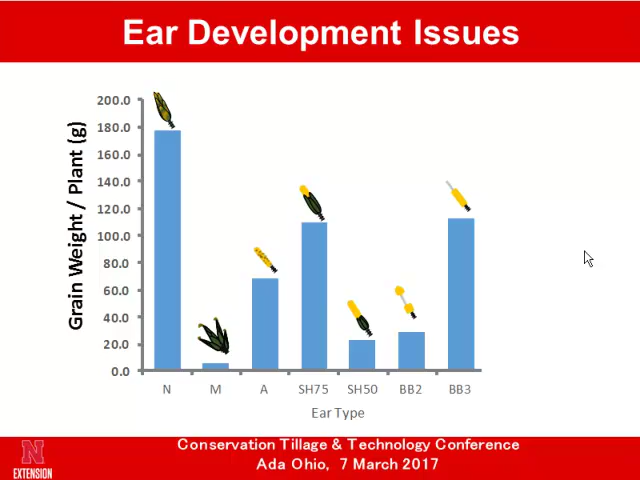 Ear Development Issues
Grain Weight / Plant (g)
200.0
180.0
160.0
140.0
120.0
100.0
80.0
60.0
40.0
20.0
0.0
N M A SH75 SH50 BB2 BB3
Ear Type
N
EXTENSION
Conservation Tillage & Technology Conference
Ada Ohio, 7 March 2017